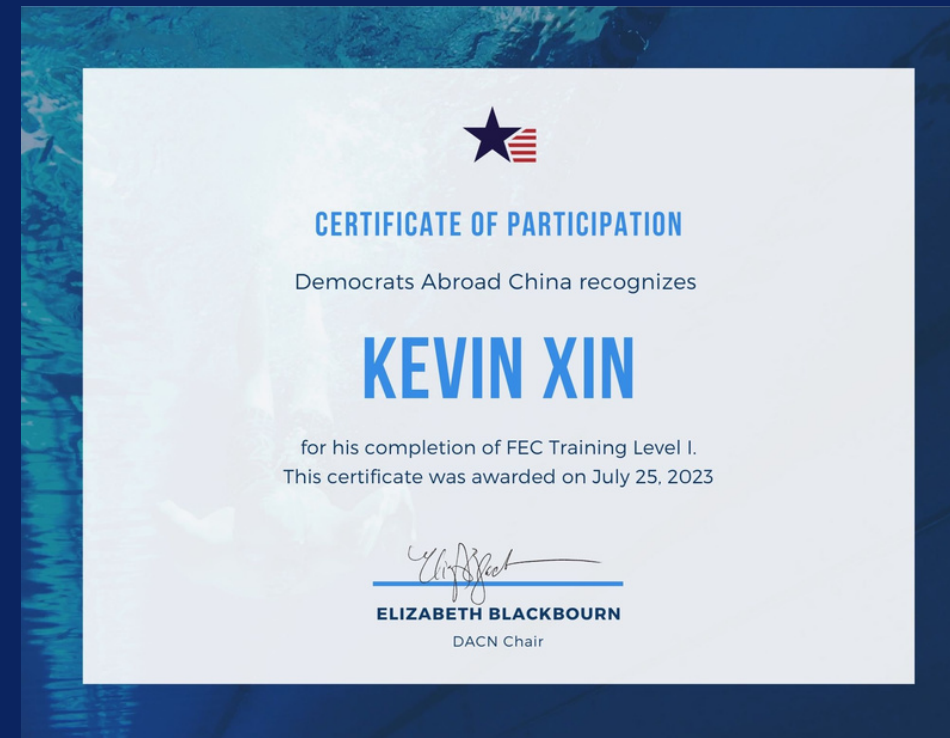 CERTIFICATE OF PARTICIPATION
Democrats Abroad China recognizes
KEVIN XIN
for his completion of FEC Training Level I.
This certificate was awarded on July 25, 2023
ELIZABETH BLACKBOURN
DACN Chair